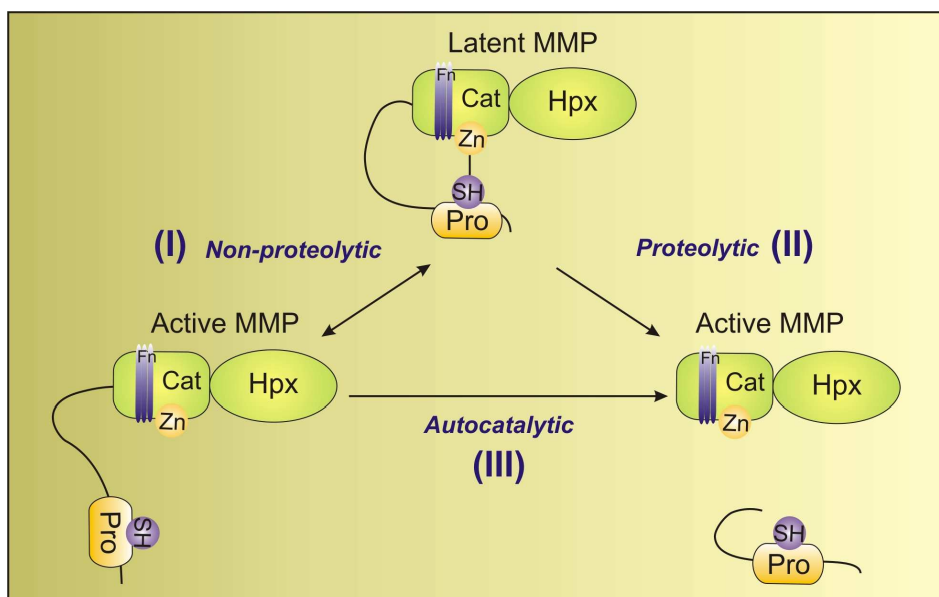 Latent MMP
Fn
Cat
Hpx
Zn
SH
Pro
(I) Non-proteolytic
Proteolytic (II)
Active MMP
Fn
Cat
Hpx
Zn
Pro
SH
Autocatalytic
(III)
Active MMP
Fn
Cat
Hpx
Zn
SH
Pro